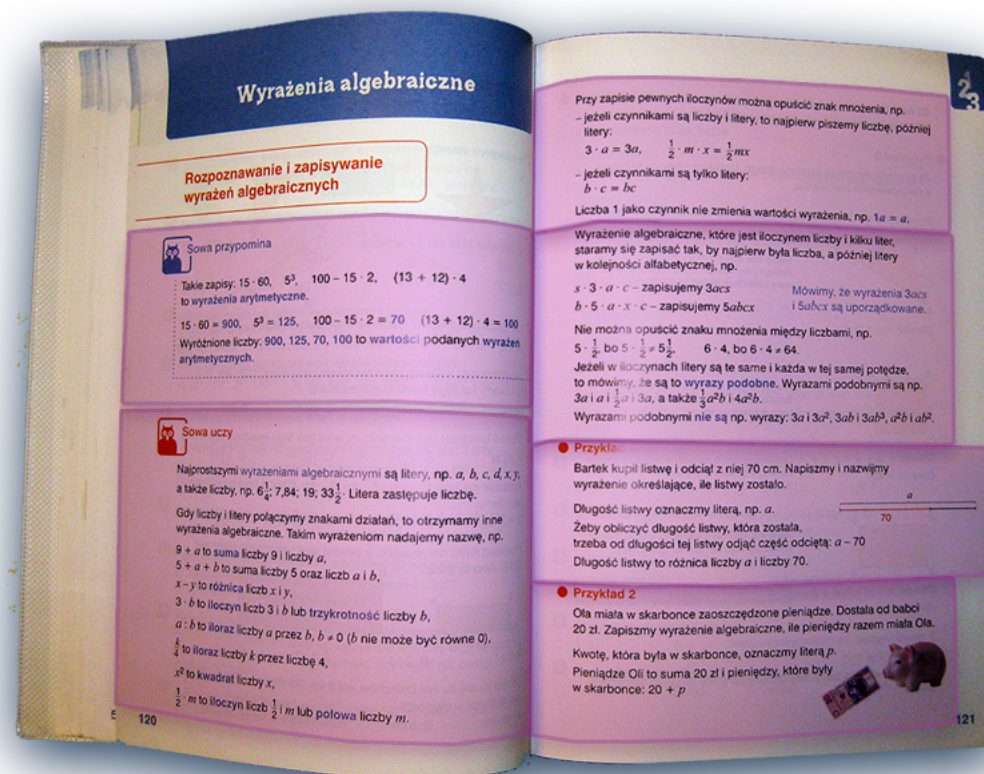 Wyrażenia algebraiczne
Rozpoznawanie i zapisywanie
wyrażeń algebraicznych
Sowa przypomina
Takie zapisy: 15 · 60, 5³, 100 – 15 · 2, (13 + 12) · 4
to wyrażenia arytmetyczne.
15 · 60 = 900, 5³ = 125, 100 – 15 · 2 = 70 (13 + 12) · 4 = 100
Wyróżnione liczby: 900, 125, 70, 100 to wartości podanych wyrażeń
arytmetycznych.
Sowa uczy
Najprostszymi wyrażeniami algebraicznymi są litery, np. a, b, c, d, x, y,
a także liczby, np. 6 1/4; 7,84; 19; 33 1/2. Litera zastępuje liczbę.
Gdy liczby i litery połączymy znakami działań, to otrzymamy inne
wyrażenia algebraiczne. Takim wyrażeniom nadajemy nazwę, np.
9 + a to suma liczby 9 i liczby a,
5 + a + b to suma liczby 5 oraz liczb a i b,
x – y to różnica liczb x i y,
3 · b to iloczyn liczb 3 i b lub trzykrotność liczby b,
a : b to iloraz liczby a przez b, b ≠ 0 (b nie może być równe 0),
k/4 to iloraz liczby k przez liczbę 4,
x² to kwadrat liczby x,
1/2 · m to iloczyn liczb 1/2 i m lub połowa liczby m.
120
2
3
Przy zapisie pewnych iloczynów można opuścić znak mnożenia, np.
– jeżeli czynnikami są liczby i litery, to najpierw piszemy liczbę, później
litery:
3 · a = 3a, 1/2 · m · x = 1/2 mx
– jeżeli czynnikami są tylko litery:
b · c = bc
Liczba 1 jako czynnik nie zmienia wartości wyrażenia, np. 1a = a.
Wyrażenie algebraiczne, które jest iloczynem liczby i kilku liter,
staramy się zapisać tak, by najpierw była liczba, a później litery
w kolejności alfabetycznej, np.
s · 3 · a · c – zapisujemy 3acs Mówimy, że wyrażenia 3acs
b · 5 · a · x · c – zapisujemy 5abcx i 5abcx są uporządkowane.
Nie można opuścić znaku mnożenia między liczbami, np.
5 · 1/2, bo 5 · 1/2 ≠ 5 1/2, 6 · 4, bo 6 · 4 ≠ 64.
Jeżeli w iloczynach litery są te same i każda w tej samej potędze,
to mówimy, że są to wyrazy podobne. Wyrazami podobnymi są np.
3a i a i 1/2 a i 3a, a także 1/3 a²b i 4a²b.
Wyrazami podobnymi nie są np. wyrazy: 3a i 3a², 3ab i 3ab³, a²b i ab².
Przykład
Bartek kupił listwę i odciął z niej 70 cm. Napiszmy i nazwijmy
wyrażenie określające, ile listwy zostało.
Długość listwy oznaczmy literą, np. a.
a
70
Żeby obliczyć długość listwy, która została,
trzeba od długości tej listwy odjąć część odciętą: a – 70
Długość listwy to różnica liczby a i liczby 70.
Przykład 2
Ola miała w skarbonce zaoszczędzone pieniądze. Dostała od babci
20 zł. Zapiszmy wyrażenie algebraiczne, ile pieniędzy razem miała Ola.
Kwotę, która była w skarbonce, oznaczmy literą p.
Pieniądze Oli to suma 20 zł i pieniędzy, które były
w skarbonce: 20 + p
121